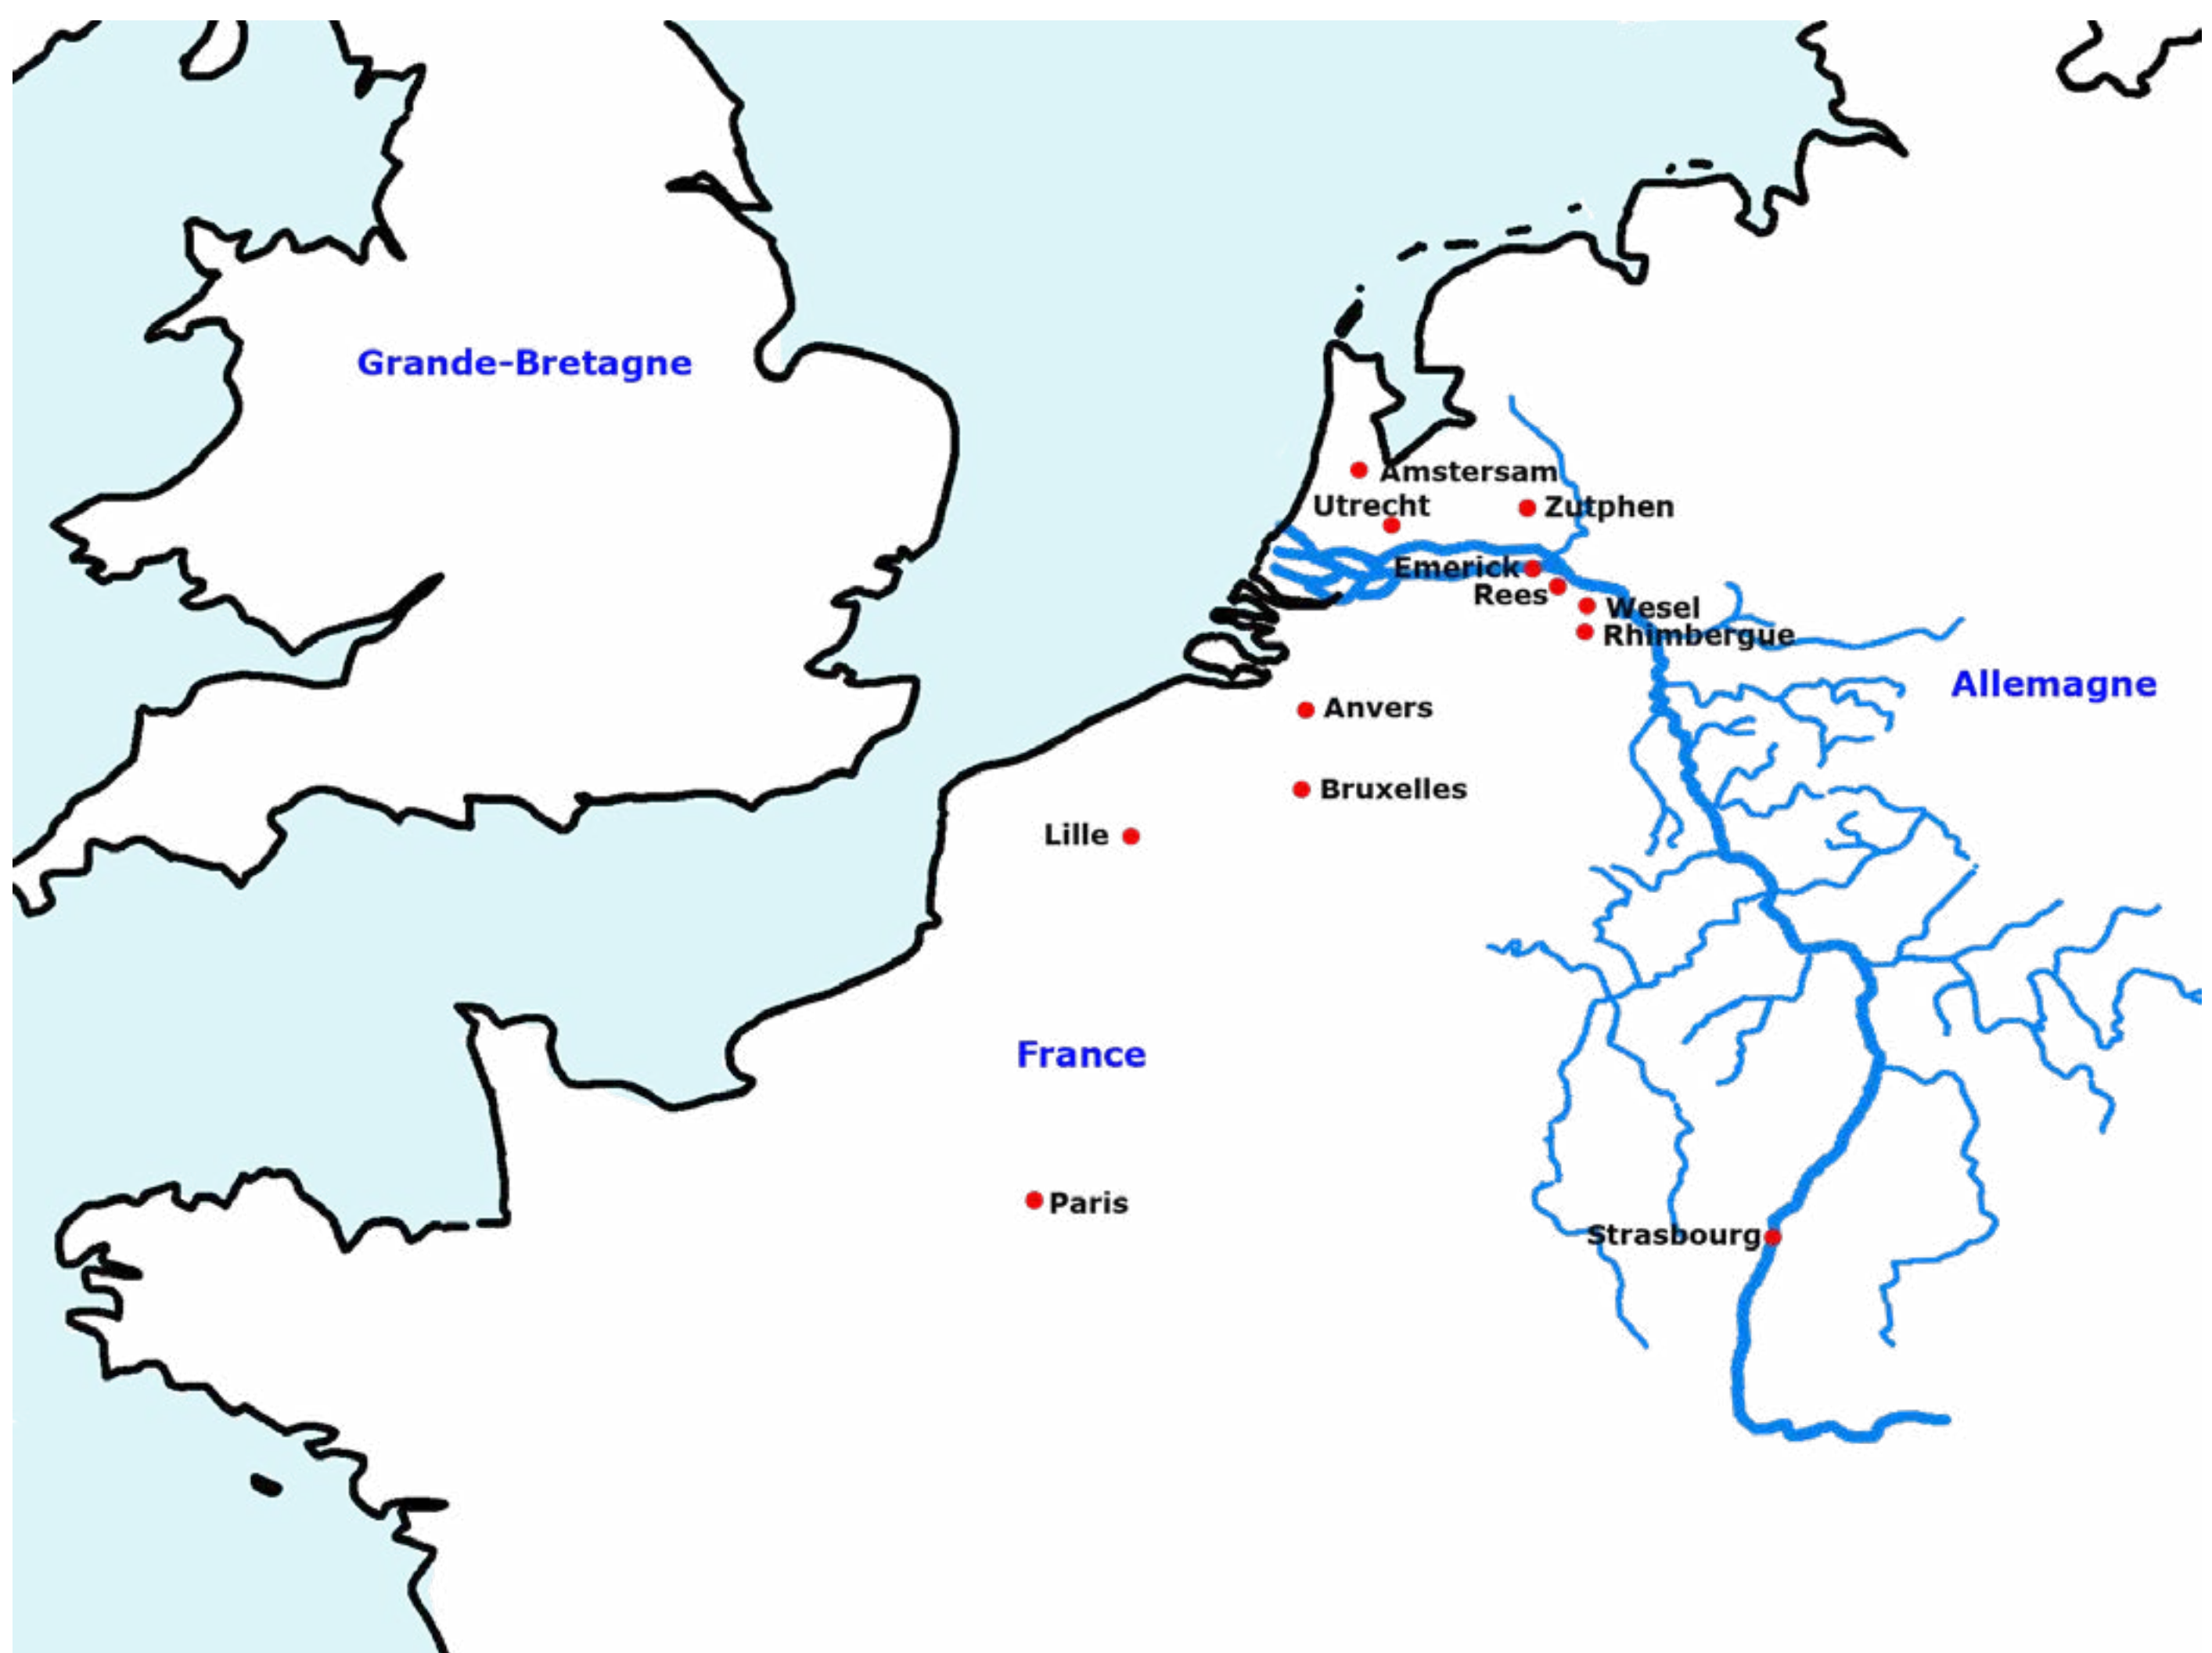 Grande-Bretagne
Amstersam
Utrecht
Zutphen
Emerick
Rees
Wesel
Rhimbergue
Allemagne
Anvers
Bruxelles
Lille
France
Paris
Strasbourg